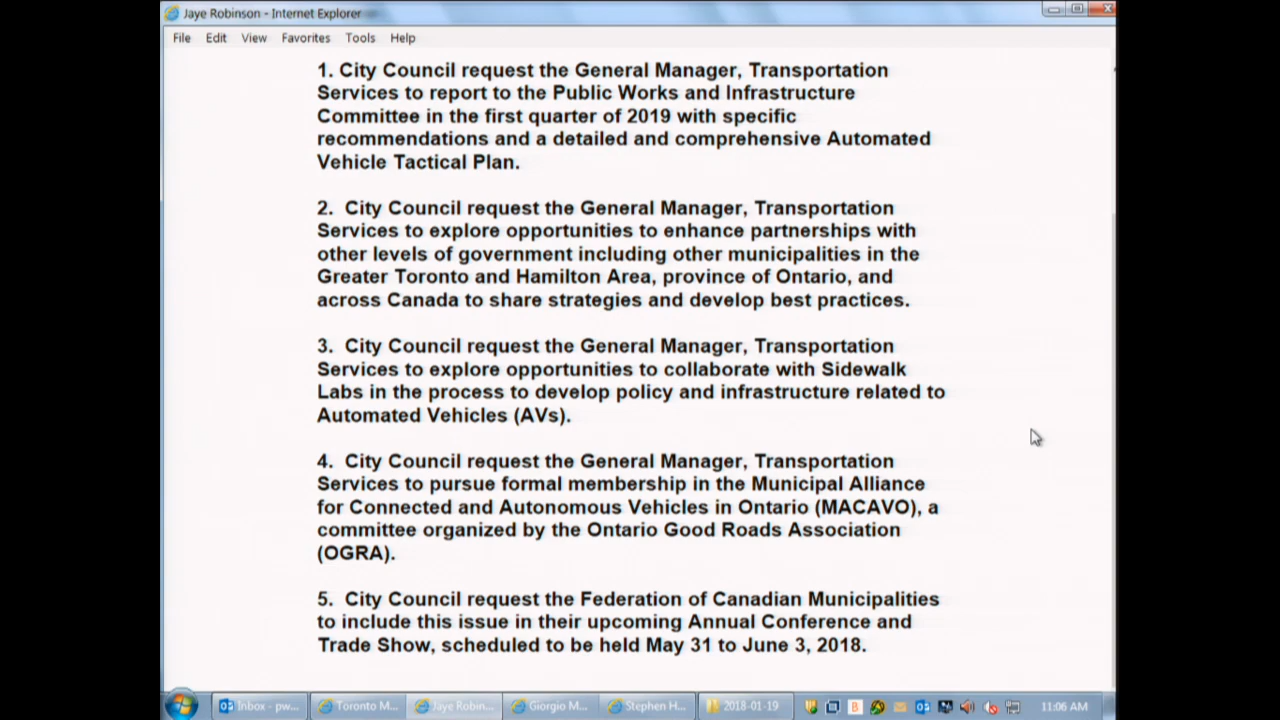 Jaye Robinson - Internet Explorer
File Edit View Favorites Tools Help
1. City Council request the General Manager, Transportation
Services to report to the Public Works and Infrastructure
Committee in the first quarter of 2019 with specific
recommendations and a detailed and comprehensive Automated
Vehicle Tactical Plan.
2. City Council request the General Manager, Transportation
Services to explore opportunities to enhance partnerships with
other levels of government including other municipalities in the
Greater Toronto and Hamilton Area, province of Ontario, and
across Canada to share strategies and develop best practices.
3. City Council request the General Manager, Transportation
Services to explore opportunities to collaborate with Sidewalk
Labs in the process to develop policy and infrastructure related to
Automated Vehicles (AVs).
4. City Council request the General Manager, Transportation
Services to pursue formal membership in the Municipal Alliance
for Connected and Autonomous Vehicles in Ontario (MACAVO), a
committee organized by the Ontario Good Roads Association
(OGRA).
5. City Council request the Federation of Canadian Municipalities
to include this issue in their upcoming Annual Conference and
Trade Show, scheduled to be held May 31 to June 3, 2018.
Inbox - pw... Toronto M... Jaye Robin... Giorgio M... Stephen H... 2018-01-19 11:06 AM